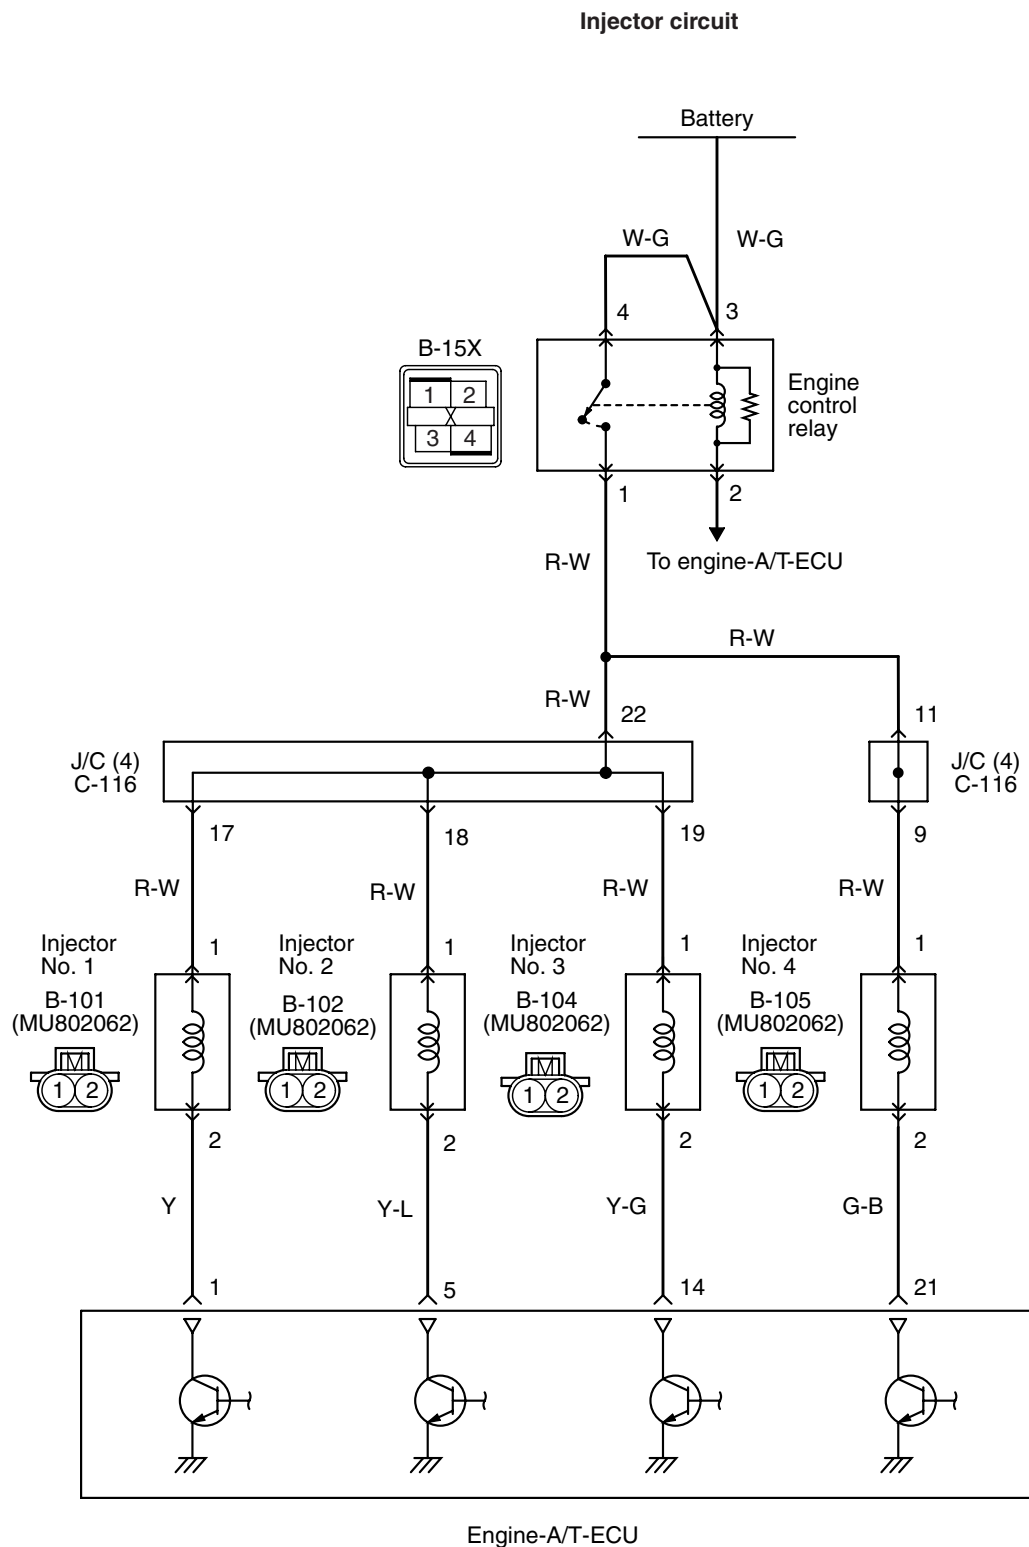 Injector circuit
Battery
W-G
W-G
4
3
B-15X
1
2
3
4
Engine
control
relay
1
2
R-W
To engine-A/T-ECU
R-W
R-W
22
11
J/C (4)
C-116
J/C (4)
C-116
17
18
19
9
R-W
R-W
R-W
R-W
Injector
No. 1
1
Injector
No. 2
1
Injector
No. 3
1
Injector
No. 4
1
B-101
(MU802062)
B-102
(MU802062)
B-104
(MU802062)
B-105
(MU802062)
1 2
1 2
1 2
1 2
2
2
2
2
Y
Y-L
Y-G
G-B
1
5
14
21
Engine-A/T-ECU